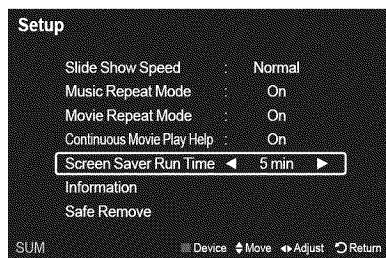 Setup
Slide Show Speed : Normal
Music Repeat Mode : On
Movie Repeat Mode : On
Continuous Movie Play Help : On
Screen Saver Run Time ◀ 5 min ▶
Information
Safe Remove
SUM Device Move Adjust Return